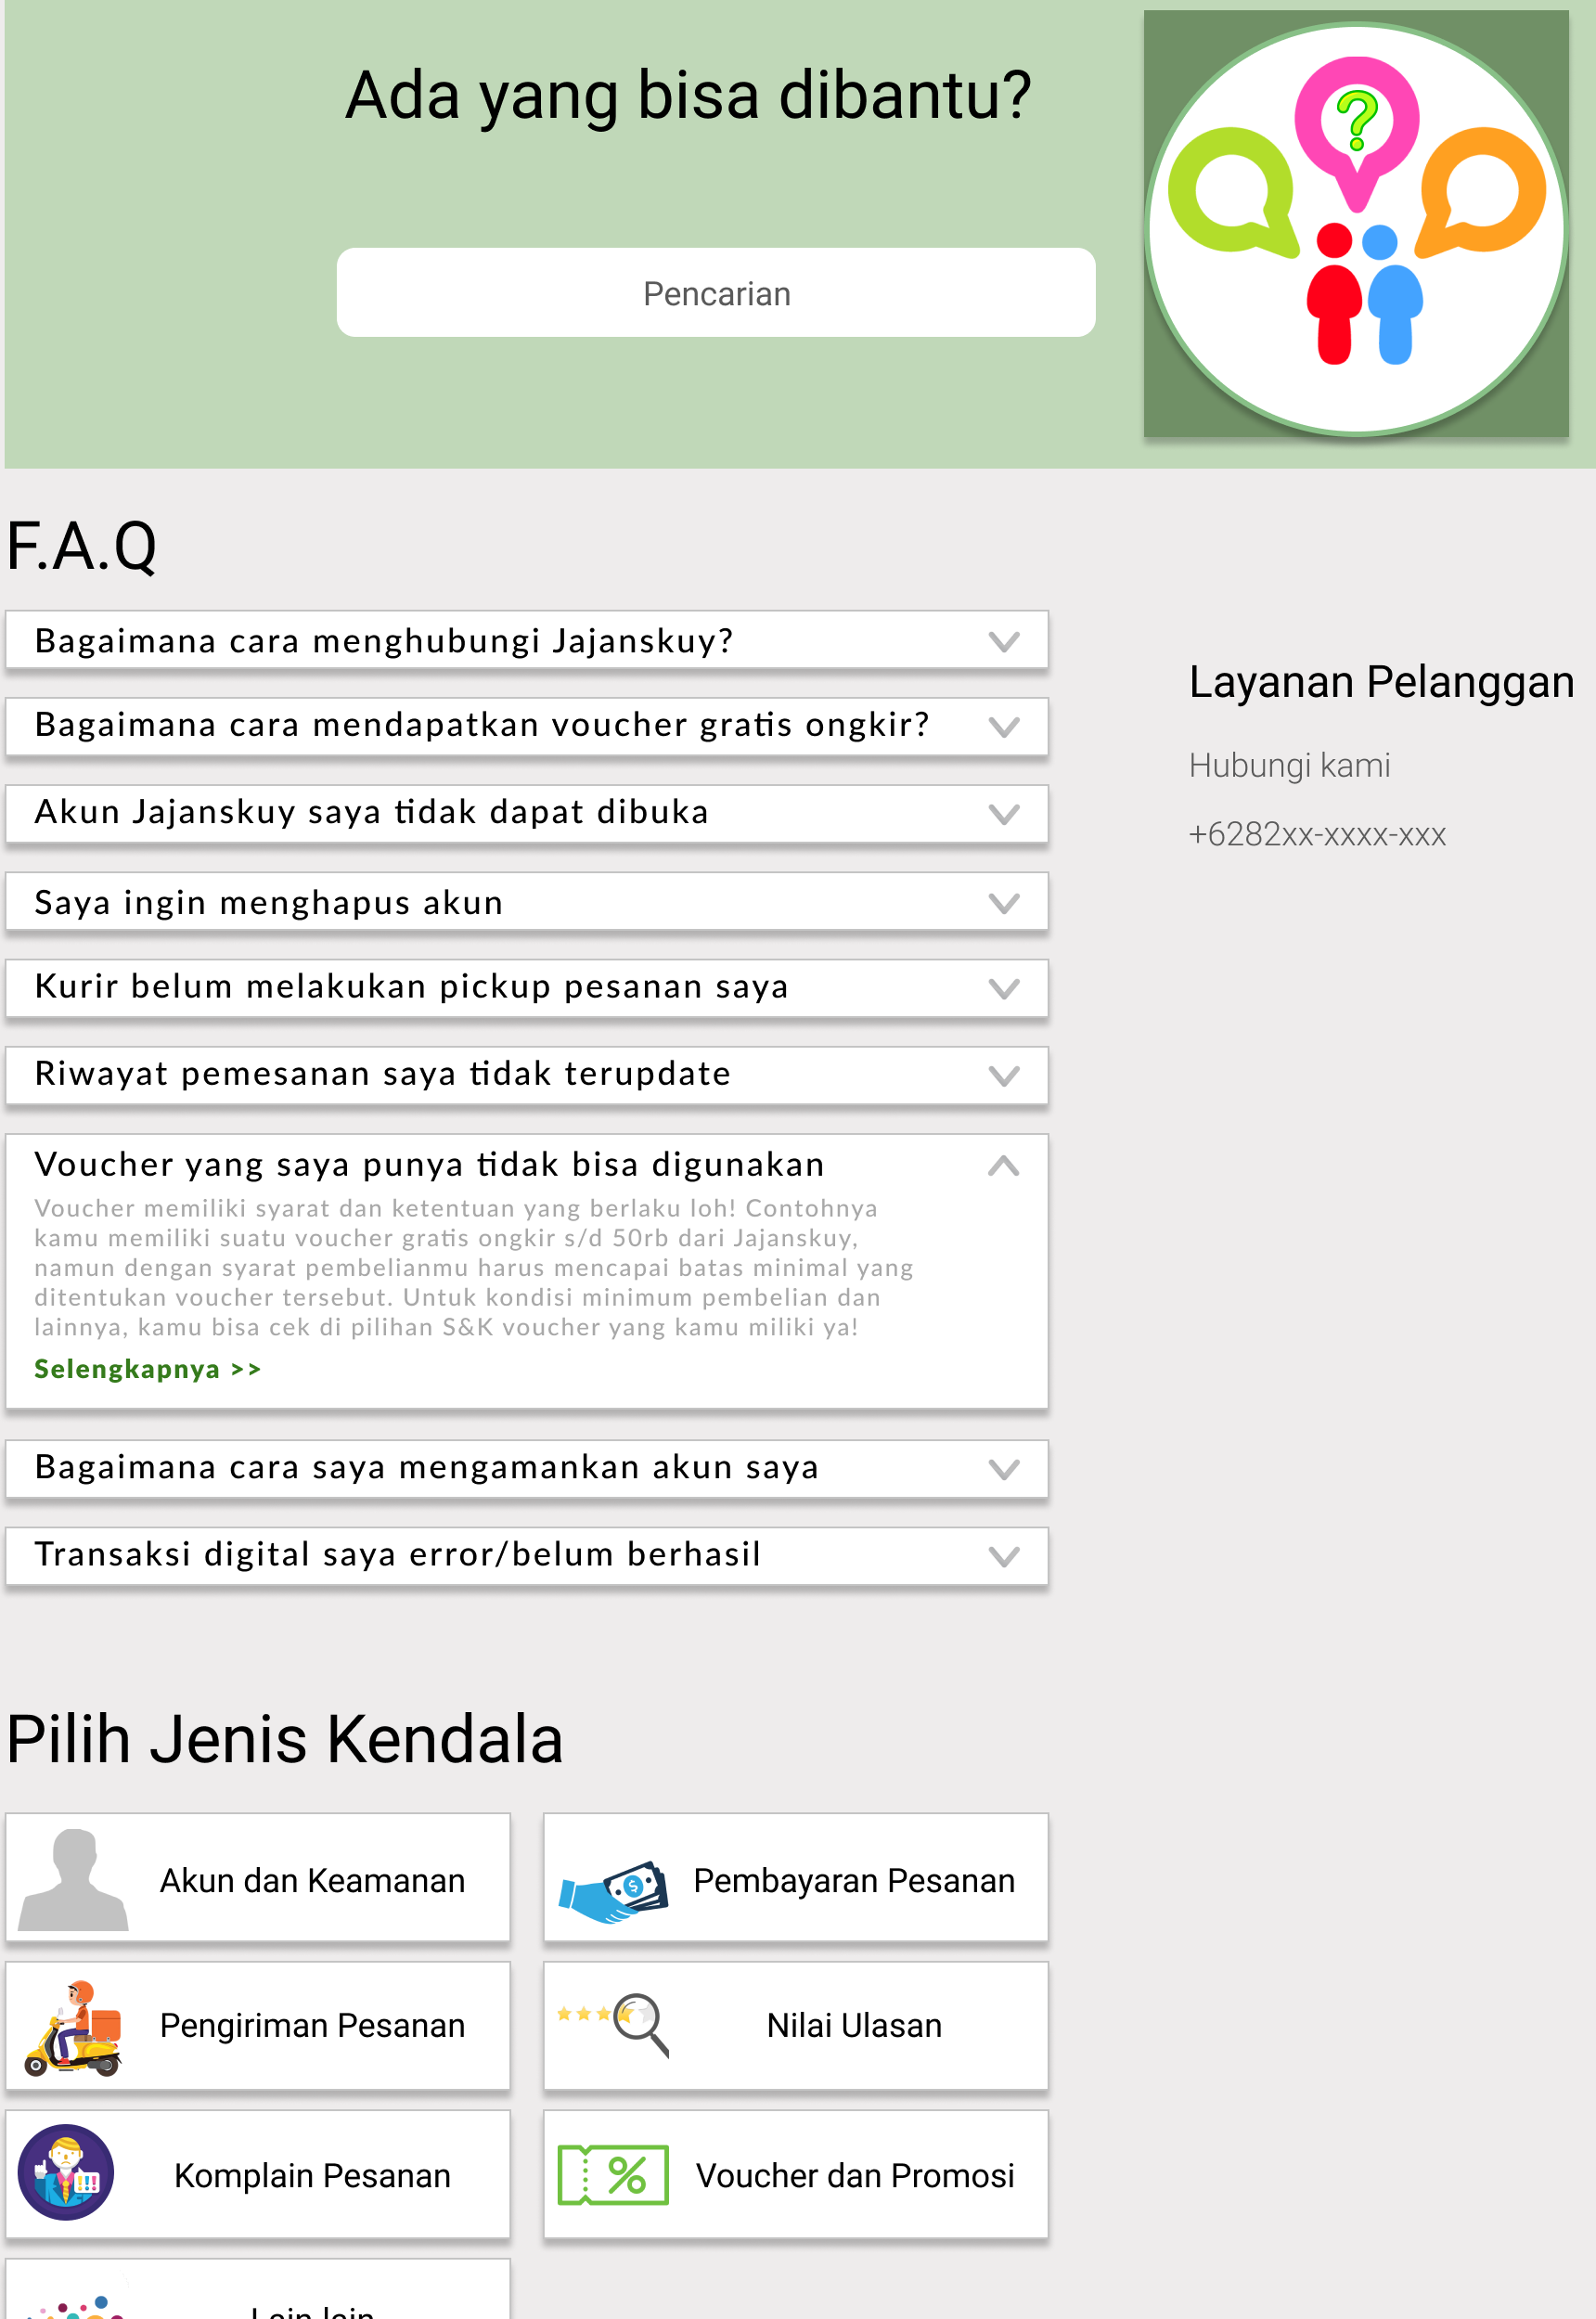 Ada yang bisa dibantu?
?
Pencarian
F.A.Q
Bagaimana cara menghubungi Jajanskuy?
Bagaimana cara mendapatkan voucher gratis ongkir?
Akun Jajanskuy saya tidak dapat dibuka
Saya ingin menghapus akun
Kurir belum melakukan pickup pesanan saya
Riwayat pemesanan saya tidak terupdate
Voucher yang saya punya tidak bisa digunakan
Voucher memiliki syarat dan ketentuan yang berlaku loh! Contohnya
kamu memiliki suatu voucher gratis ongkir s/d 50rb dari Jajanskuy,
namun dengan syarat pembelianmu harus mencapai batas minimal yang
ditentukan voucher tersebut. Untuk kondisi minimum pembelian dan
lainnya, kamu bisa cek di pilihan S&K voucher yang kamu miliki ya!
Selengkapnya >>
Bagaimana cara saya mengamankan akun saya
Transaksi digital saya error/belum berhasil
Layanan Pelanggan
Hubungi kami
+6282xx-xxxx-xxx
Pilih Jenis Kendala
Akun dan Keamanan
$
Pembayaran Pesanan
Pengiriman Pesanan
Nilai Ulasan
Komplain Pesanan
%
Voucher dan Promosi
Lain lain